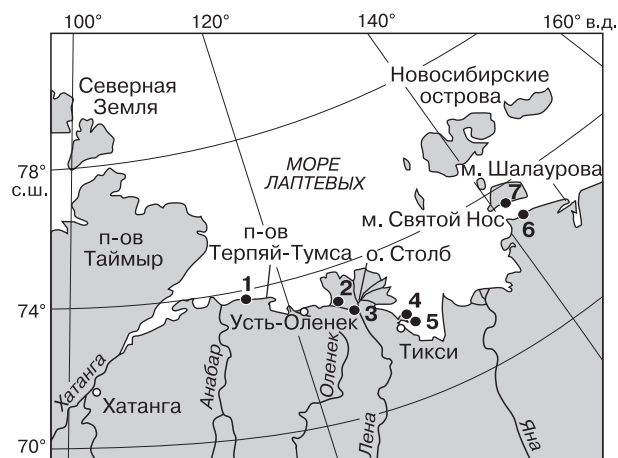 100°
120°
140°
160° в.д.
Северная
Земля
Новосибирские
острова
78°
с.ш.
МОРЕ
ЛАПТЕВЫХ
м. Шалаурова
7
м. Святой Нос
6
п-ов
Таймыр
п-ов
Терпяй-Тумса
о. Столб
1
2
3
4
5
74°
Усть-Оленек
Тикси
Хатанга
Хатанга
Анабар
Оленек
Лена
Яна
70°